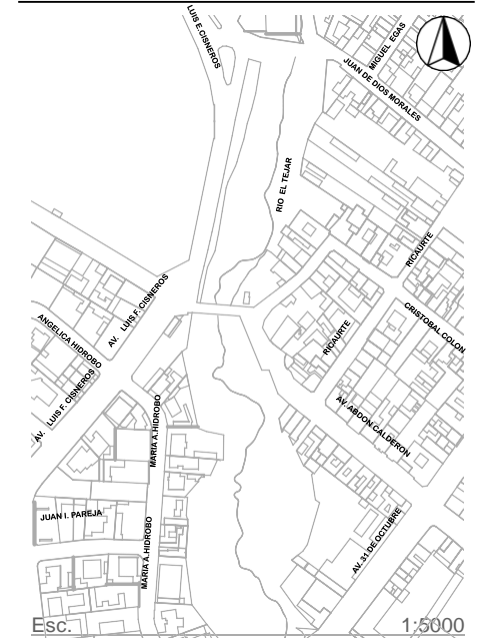 LUIS E.CISNEROS
MIGUEL EGAS
JUAN DE DIOS MORALES
RIO EL TEJAR
RICAURTE
AV. LUIS F. CISNEROS
CRISTOBAL COLON
ANGELICA HIDROBO
RICAURTE
AV. LUIS F. CISNEROS
AV. ABDON CALDERON
MARIA A.HIDROBO
JUAN I. PAREJA
AV. 31 DE OCTUBRE
MARIA A.HIDROBO
Esc. 1:5000